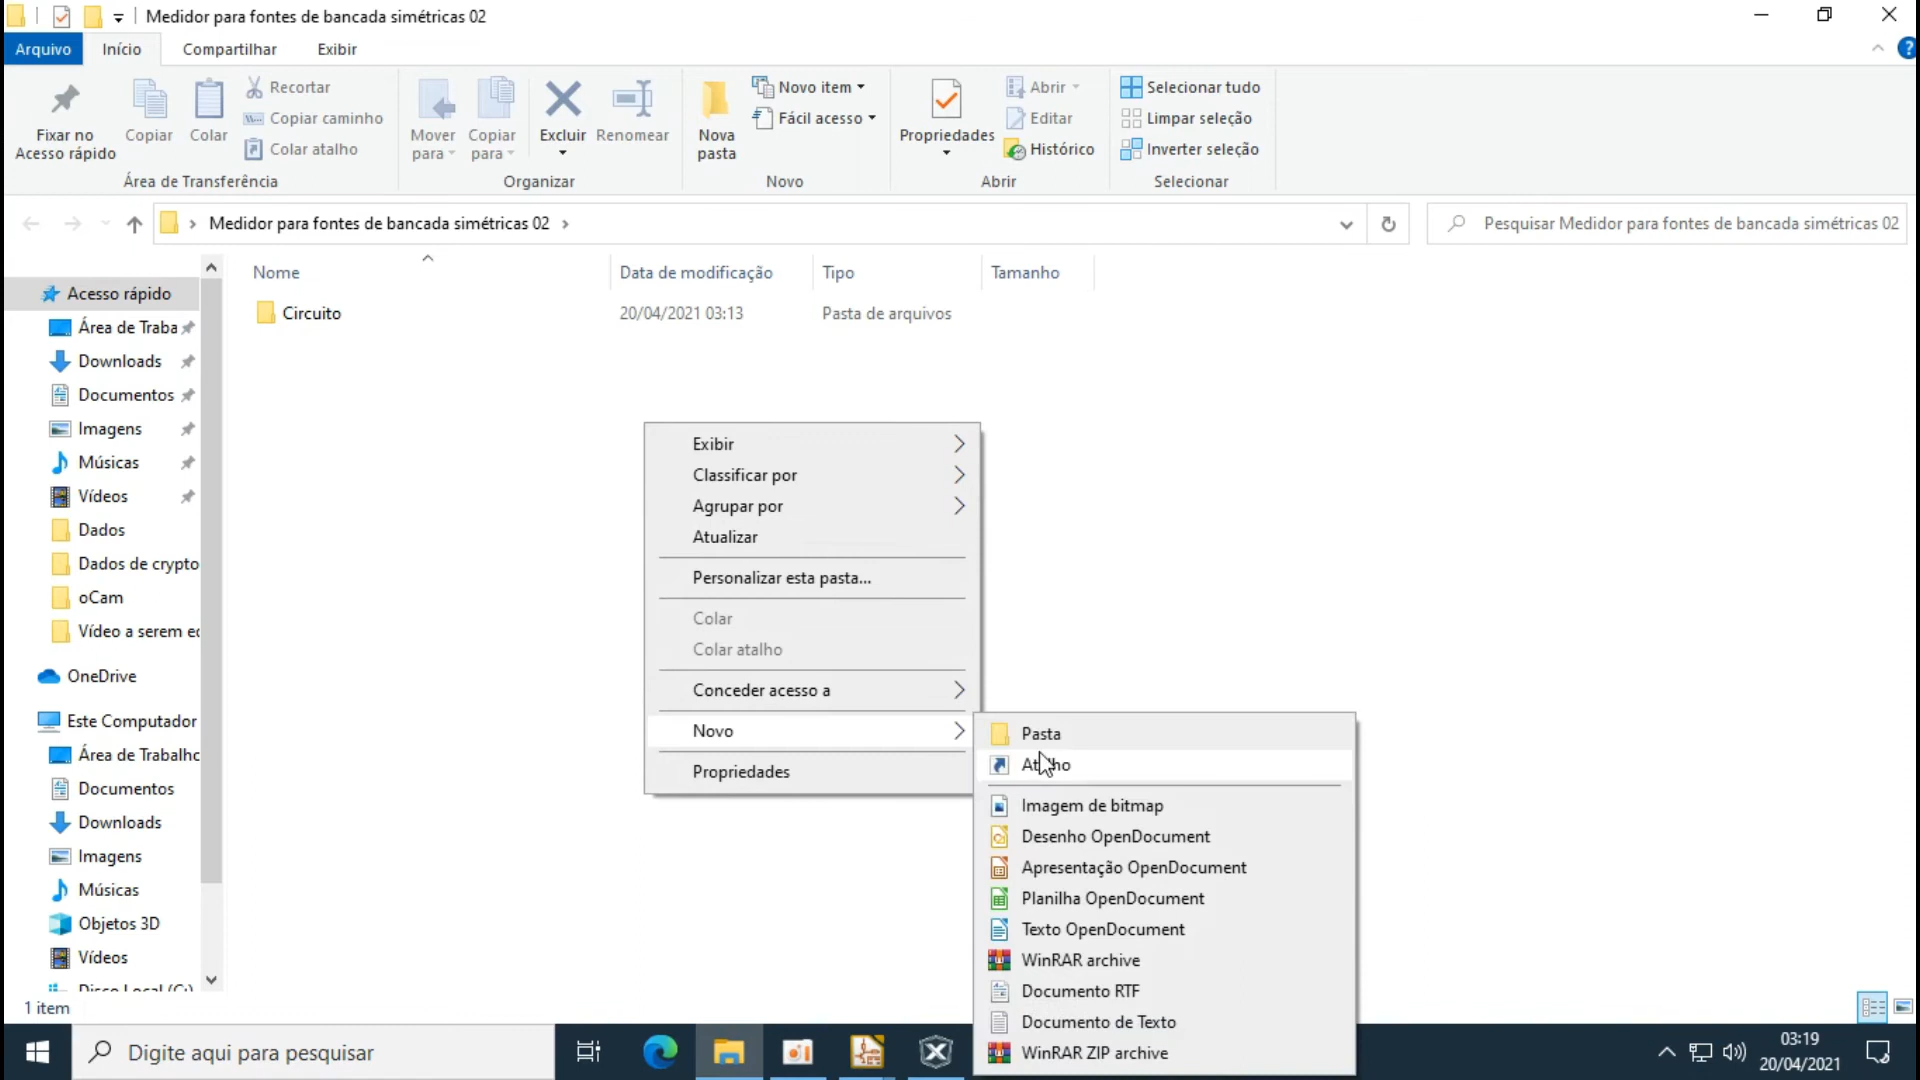 Medidor para fontes de bancada simétricas 02
Arquivo
Início
Compartilhar
Exibir
?
Fixar no
Acesso rápido
Copiar
Colar
Recortar
Copiar caminho
Colar atalho
Área de Transferência
Mover
para
Copiar
para
Excluir
Renomear
Organizar
Nova
pasta
Novo item
Fácil acesso
Novo
Propriedades
Abrir
Editar
Histórico
Abrir
Selecionar tudo
Limpar seleção
Inverter seleção
Selecionar
Medidor para fontes de bancada simétricas 02
Pesquisar Medidor para fontes de bancada simétricas 02
Nome
Data de modificação
Tipo
Tamanho
Circuito
20/04/2021 03:13
Pasta de arquivos
Acesso rápido
Área de Traba
Downloads
Documentos
Imagens
Músicas
Vídeos
Dados
Dados de crypto
oCam
Vídeo a serem e
OneDrive
Este Computador
Área de Trabalho
Documentos
Downloads
Imagens
Músicas
Objetos 3D
Vídeos
Disco Local (C:)
1 item
Exibir
Classificar por
Agrupar por
Atualizar
Personalizar esta pasta...
Colar
Colar atalho
Conceder acesso a
Novo
Propriedades
Pasta
Atalho
Imagem de bitmap
Desenho OpenDocument
Apresentação OpenDocument
Planilha OpenDocument
Texto OpenDocument
WinRAR archive
Documento RTF
Documento de Texto
WinRAR ZIP archive
Digite aqui para pesquisar
03:19
20/04/2021